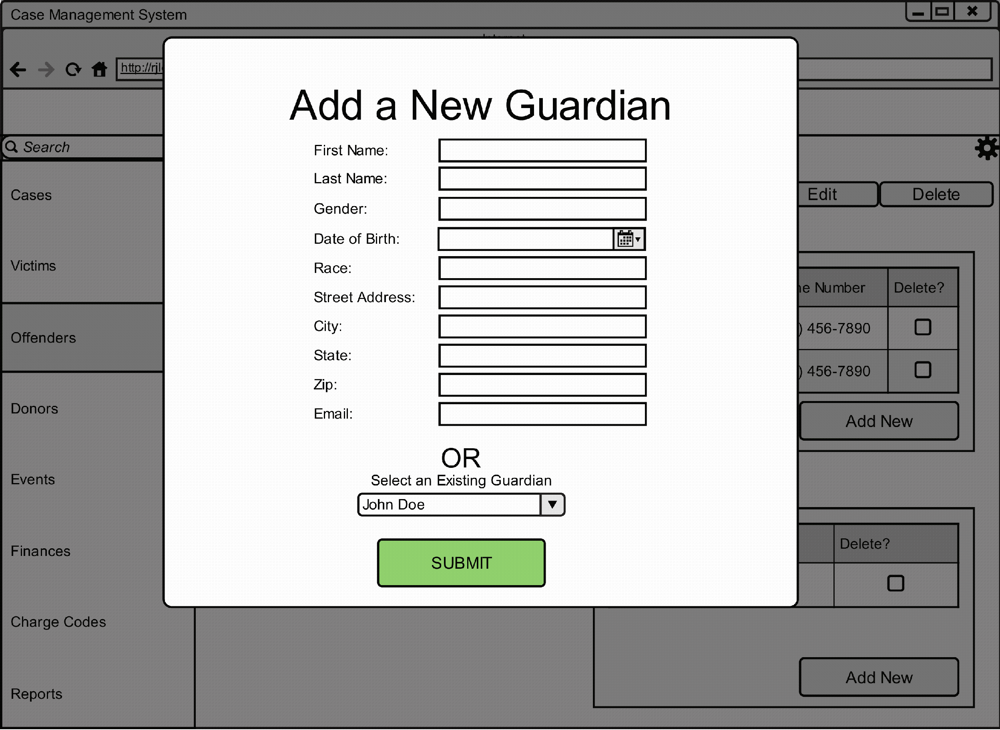 Case Management System
http://rjl
Search
Cases
Victims
Offenders
Donors
Events
Finances
Charge Codes
Reports
Add a New Guardian
First Name:
Last Name:
Gender:
Date of Birth:
Race:
Street Address:
City:
State:
Zip:
Email:
OR
Select an Existing Guardian
John Doe
SUBMIT
Edit Delete
Number Delete?
) 456-7890
) 456-7890
Add New
Delete?
Add New